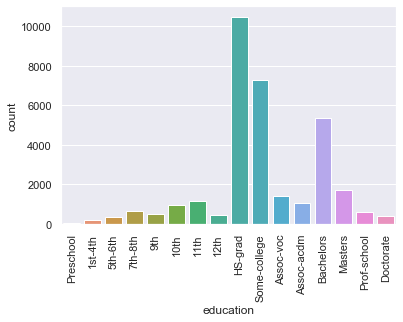 10000
8000
6000
4000
2000
0
count
Preschool
1st-4th
5th-6th
7th-8th
9th
10th
11th
12th
HS-grad
Some-college
Assoc-voc
Assoc-acdm
Bachelors
Masters
Prof-school
Doctorate
education